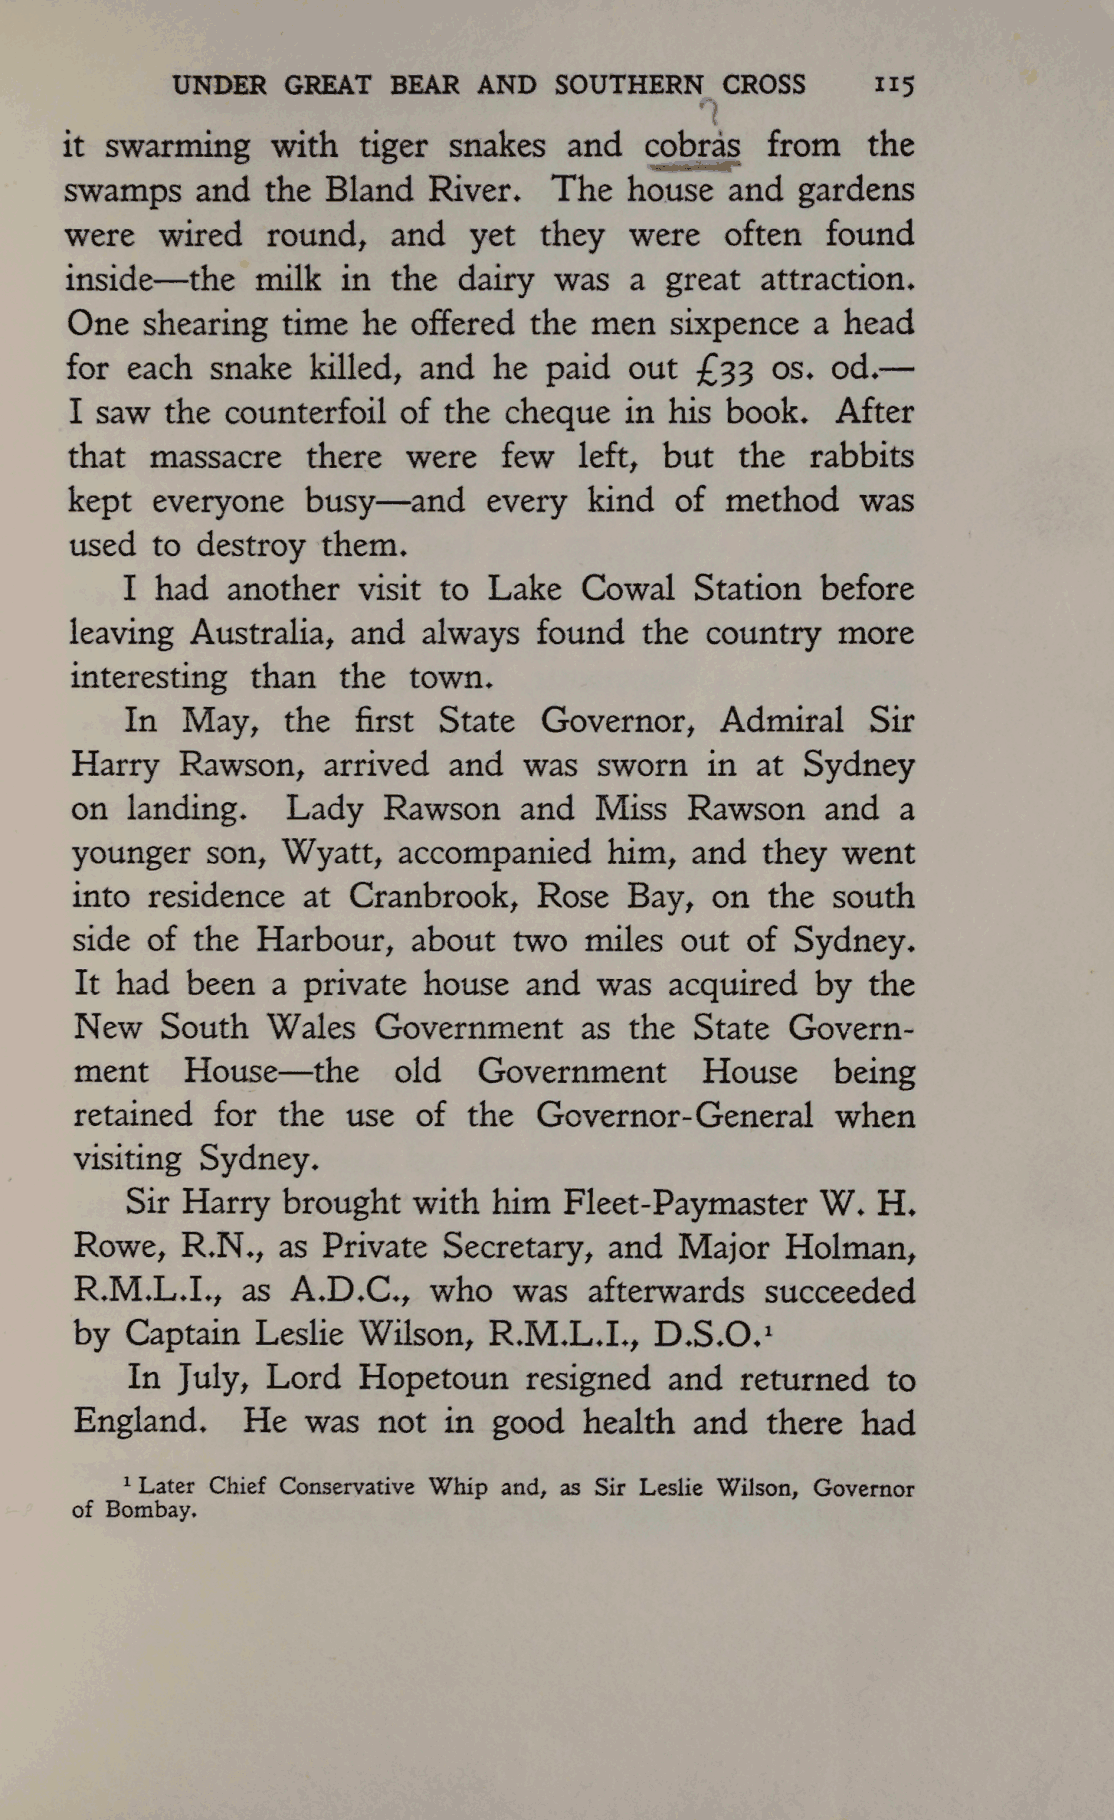 UNDER GREAT BEAR AND SOUTHERN CROSS 115
?
it swarming with tiger snakes and cobras from the
swamps and the Bland River. The house and gardens
were wired round, and yet they were often found
inside—the milk in the dairy was a great attraction.
One shearing time he offered the men sixpence a head
for each snake killed, and he paid out £33 0s. 0d.—
I saw the counterfoil of the cheque in his book. After
that massacre there were few left, but the rabbits
kept everyone busy—and every kind of method was
used to destroy them.
I had another visit to Lake Cowal Station before
leaving Australia, and always found the country more
interesting than the town.
In May, the first State Governor, Admiral Sir
Harry Rawson, arrived and was sworn in at Sydney
on landing. Lady Rawson and Miss Rawson and a
younger son, Wyatt, accompanied him, and they went
into residence at Cranbrook, Rose Bay, on the south
side of the Harbour, about two miles out of Sydney.
It had been a private house and was acquired by the
New South Wales Government as the State Govern-
ment House—the old Government House being
retained for the use of the Governor-General when
visiting Sydney.
Sir Harry brought with him Fleet-Paymaster W. H.
Rowe, R.N., as Private Secretary, and Major Holman,
R.M.L.I., as A.D.C., who was afterwards succeeded
by Captain Leslie Wilson, R.M.L.I., D.S.O.¹
In July, Lord Hopetoun resigned and returned to
England. He was not in good health and there had
¹ Later Chief Conservative Whip and, as Sir Leslie Wilson, Governor
of Bombay.